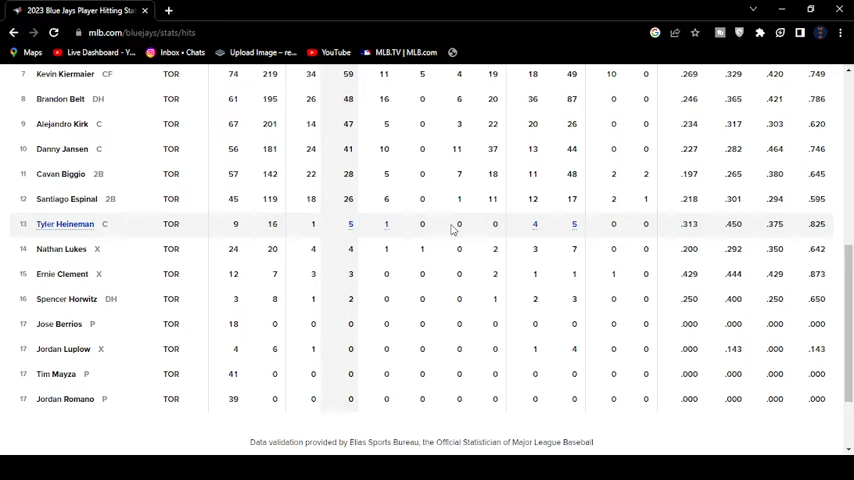 2023 Blue Jays Player Hitting Sta
mlb.com/bluejays/stats/hits
Maps Live Dashboard - Y... Inbox • Chats Upload Image – re... YouTube MLB.TV | MLB.com
7 Kevin Kiermaier CF TOR 74 219 34 59 11 5 4 19 18 49 10 0 .269 .329 .420 .749
8 Brandon Belt DH TOR 61 195 26 48 16 0 6 20 36 87 0 0 .246 .365 .421 .786
9 Alejandro Kirk C TOR 67 201 14 47 5 0 3 22 20 26 0 0 .234 .317 .303 .620
10 Danny Jansen C TOR 56 181 24 41 10 0 11 37 13 44 0 0 .227 .282 .464 .746
11 Cavan Biggio 2B TOR 57 142 22 28 5 0 7 18 11 48 2 2 .197 .265 .380 .645
12 Santiago Espinal 2B TOR 45 119 18 26 6 0 1 11 12 17 2 1 .218 .301 .294 .595
13 Tyler Heineman C TOR 9 16 1 5 1 0 0 0 4 5 0 0 .313 .450 .375 .825
14 Nathan Lukes X TOR 24 20 4 4 1 1 0 2 3 7 0 0 .200 .292 .350 .642
15 Ernie Clement X TOR 12 7 3 3 0 0 0 2 1 1 1 0 .429 .444 .429 .873
16 Spencer Horwitz DH TOR 3 8 1 2 0 0 0 1 2 3 0 0 .250 .400 .250 .650
17 Jose Berrios P TOR 18 0 0 0 0 0 0 0 0 0 0 0 .000 .000 .000 .000
17 Jordan Luplow X TOR 4 6 1 0 0 0 0 0 1 4 0 0 .000 .143 .000 .143
17 Tim Mayza P TOR 41 0 0 0 0 0 0 0 0 0 0 0 .000 .000 .000 .000
17 Jordan Romano P TOR 39 0 0 0 0 0 0 0 0 0 0 0 .000 .000 .000 .000
Data validation provided by Elias Sports Bureau, the Official Statistician of Major League Baseball